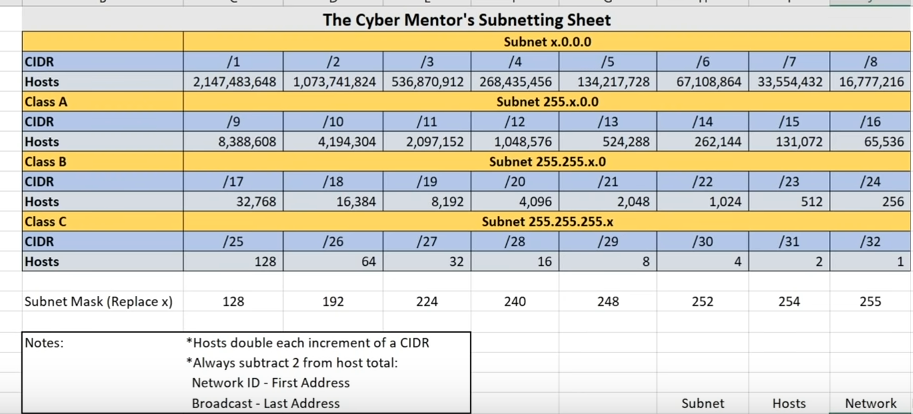 The Cyber Mentor's Subnetting Sheet
Subnet x.0.0.0
CIDR /1 /2 /3 /4 /5 /6 /7 /8
Hosts 2,147,483,648 1,073,741,824 536,870,912 268,435,456 134,217,728 67,108,864 33,554,432 16,777,216
Class A Subnet 255.x.0.0
CIDR /9 /10 /11 /12 /13 /14 /15 /16
Hosts 8,388,608 4,194,304 2,097,152 1,048,576 524,288 262,144 131,072 65,536
Class B Subnet 255.255.x.0
CIDR /17 /18 /19 /20 /21 /22 /23 /24
Hosts 32,768 16,384 8,192 4,096 2,048 1,024 512 256
Class C Subnet 255.255.255.x
CIDR /25 /26 /27 /28 /29 /30 /31 /32
Hosts 128 64 32 16 8 4 2 1
Subnet Mask (Replace x) 128 192 224 240 248 252 254 255
Notes: *Hosts double each increment of a CIDR
*Always subtract 2 from host total:
Network ID - First Address
Broadcast - Last Address
Subnet Hosts Network